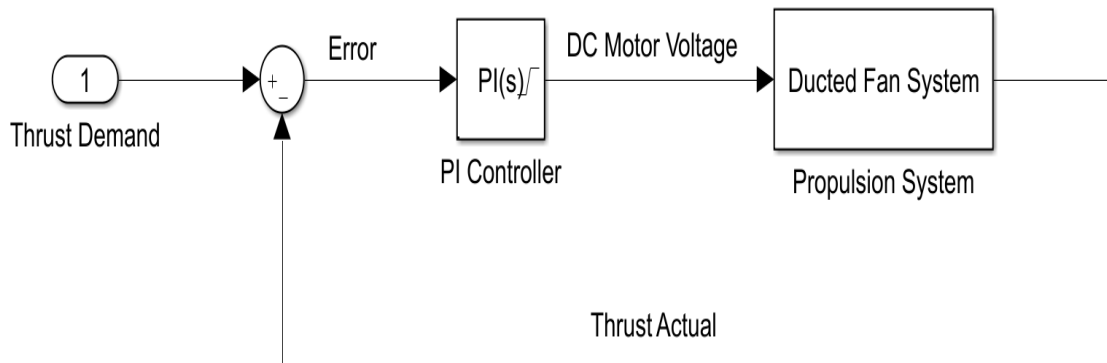 Error
DC Motor Voltage
1
+
−
PI(s)
Ducted Fan System
Thrust Demand
PI Controller
Propulsion System
Thrust Actual